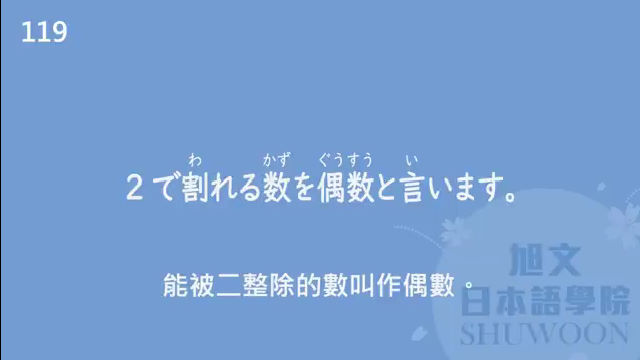 119
わ かず ぐうすう い
2で割れる数を偶数と言います。
能被二整除的數叫作偶數。
旭文
日本語學院
SHUWOON